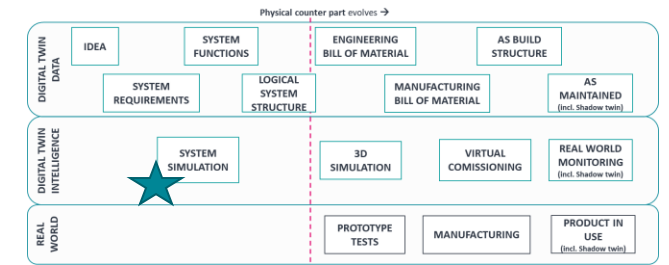 Physical counter part evolves →
DIGITAL TWIN
DATA
IDEA
SYSTEM
FUNCTIONS
ENGINEERING
BILL OF MATERIAL
AS BUILD
STRUCTURE
SYSTEM
REQUIREMENTS
LOGICAL
SYSTEM
STRUCTURE
MANUFACTURING
BILL OF MATERIAL
AS
MAINTAINED
(incl. Shadow twin)
DIGITAL TWIN
INTELLIGENCE
SYSTEM
SIMULATION
3D
SIMULATION
VIRTUAL
COMISSIONING
REAL WORLD
MONITORING
(incl. Shadow twin)
REAL
WORLD
PROTOTYPE
TESTS
MANUFACTURING
PRODUCT IN
USE
(incl. Shadow twin)